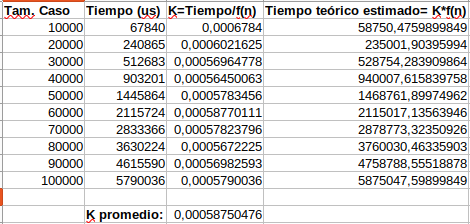 Tam. Caso Tiempo (us) K=Tiempo/f(n) Tiempo teórico estimado= K*f(n)
10000 67840 0,0006784 58750,4759899849
20000 240865 0,0006021625 235001,90395994
30000 512683 0,00056964778 528754,283909864
40000 903201 0,00056450063 940007,615839758
50000 1445864 0,0005783456 1468761,89974962
60000 2115724 0,00058770111 2115017,13563946
70000 2833366 0,00057823796 2878773,32350926
80000 3630224 0,0005672225 3760030,46335903
90000 4615590 0,00056982593 4758788,55518878
100000 5790036 0,0005790036 5875047,59899849
K promedio: 0,00058750476